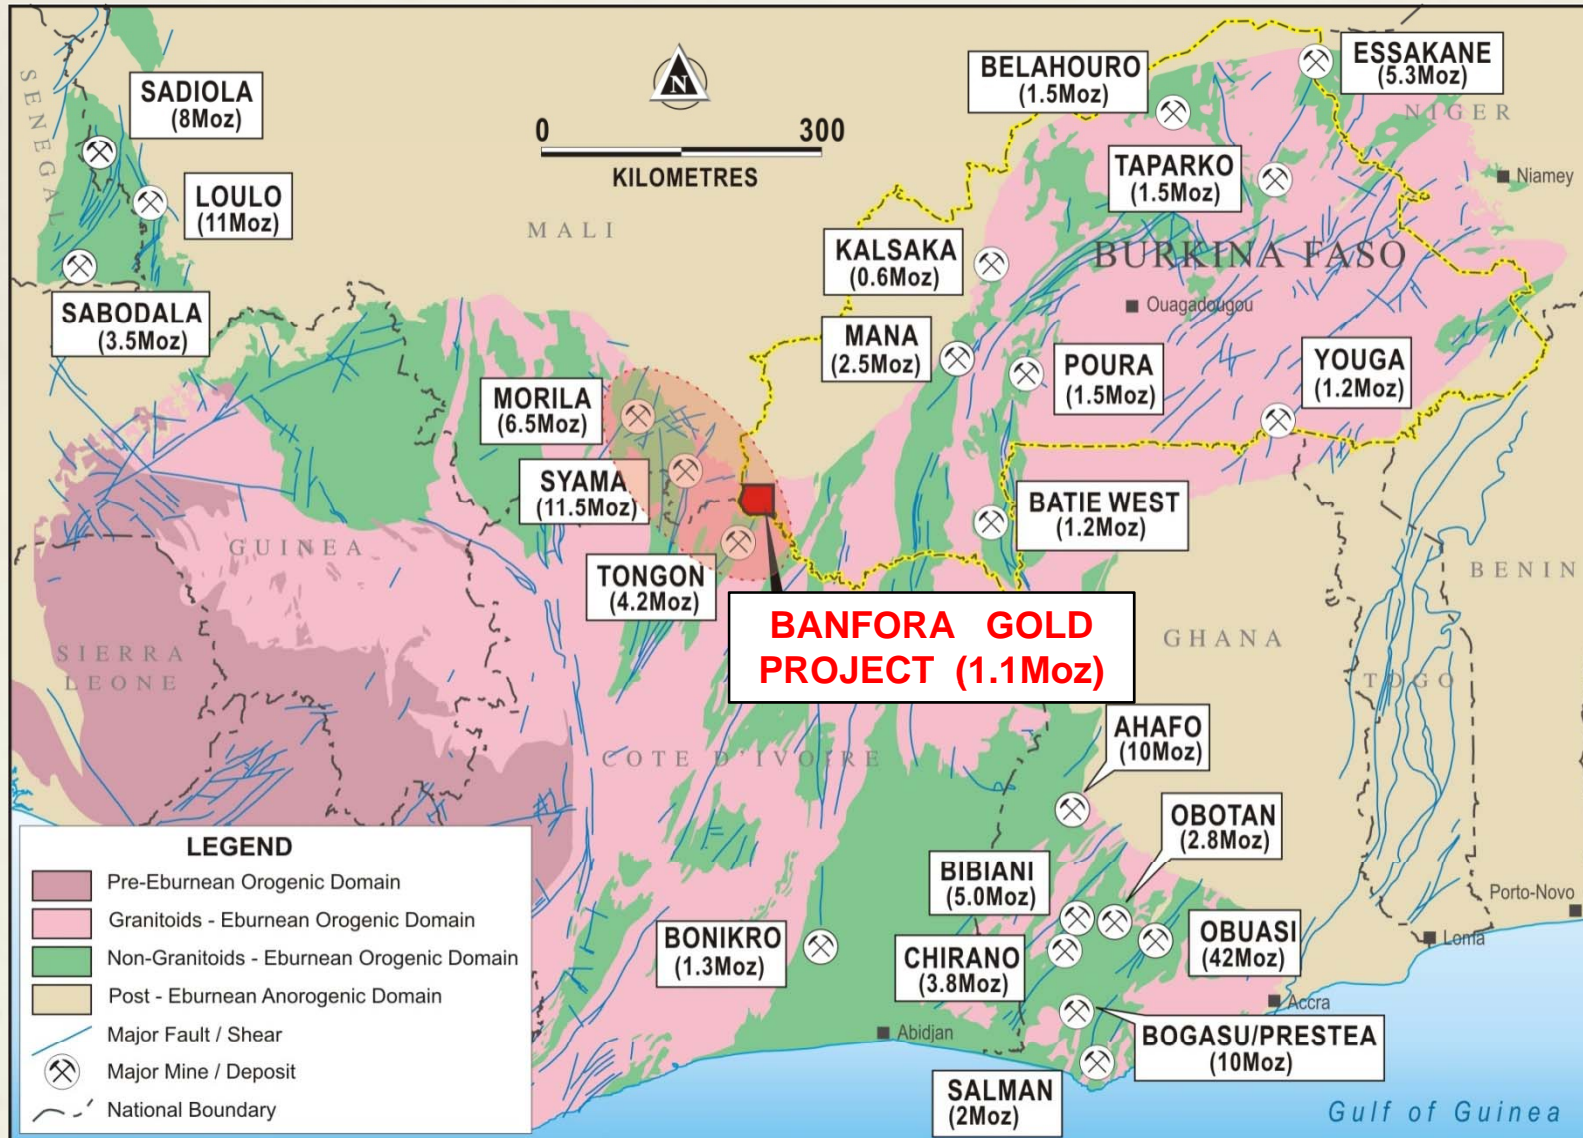 SENEGAL
SADIOLA
(8Moz)
LOULO
(11Moz)
SABODALA
(3.5Moz)
N
0 300
KILOMETRES
MALI
BELAHOURO
(1.5Moz)
ESSAKANE
(5.3Moz)
NIGER
TAPARKO
(1.5Moz)
Niamey
KALSAKA
(0.6Moz)
BURKINA FASO
Ouagadougou
MANA
(2.5Moz)
POURA
(1.5Moz)
YOUGA
(1.2Moz)
MORILA
(6.5Moz)
SYAMA
(11.5Moz)
BATIE WEST
(1.2Moz)
GUINEA
TONGON
(4.2Moz)
BENIN
BANFORA GOLD
PROJECT (1.1Moz)
GHANA
SIERRA
LEONE
TOGO
COTE D'IVOIRE
AHAFO
(10Moz)
OBOTAN
(2.8Moz)
BIBIANI
(5.0Moz)
Porto-Novo
BONIKRO
(1.3Moz)
CHIRANO
(3.8Moz)
OBUASI
(42Moz)
Loma
Accra
Abidjan
BOGASU/PRESTEA
(10Moz)
SALMAN
(2Moz)
Gulf of Guinea
LEGEND
Pre-Eburnean Orogenic Domain
Granitoids - Eburnean Orogenic Domain
Non-Granitoids - Eburnean Orogenic Domain
Post - Eburnean Anorogenic Domain
Major Fault / Shear
Major Mine / Deposit
National Boundary